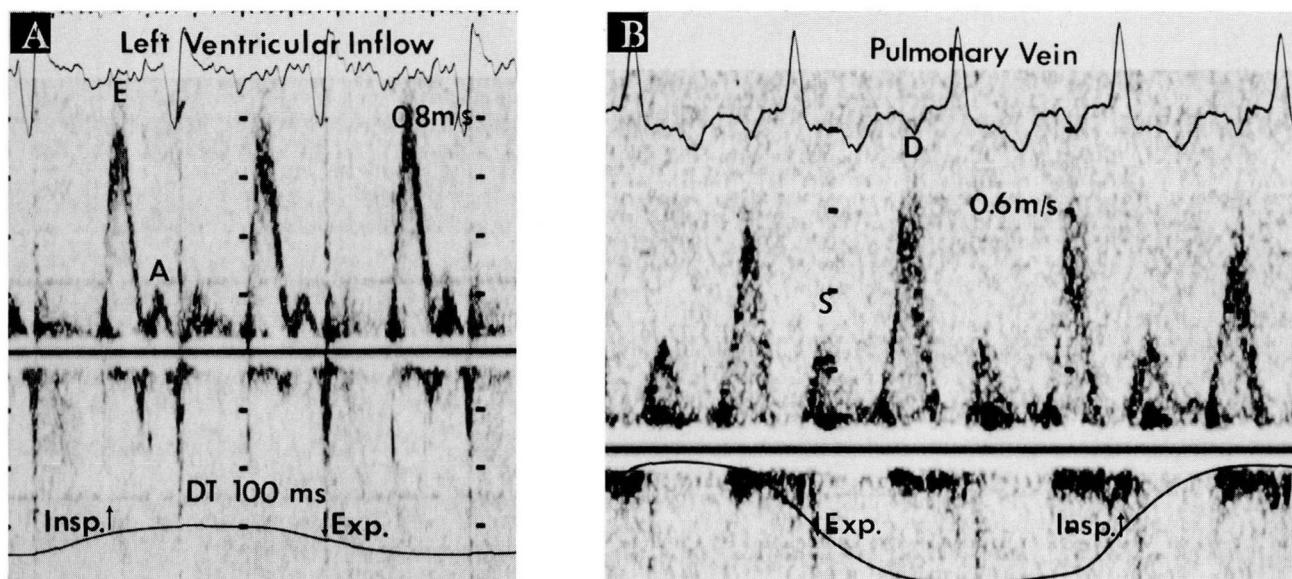 A
Left Ventricular Inflow
E
0.8m/s
A
DT 100 ms
Insp.↑
↓Exp.
B
Pulmonary Vein
D
0.6m/s
S
↓Exp.
Insp.↑